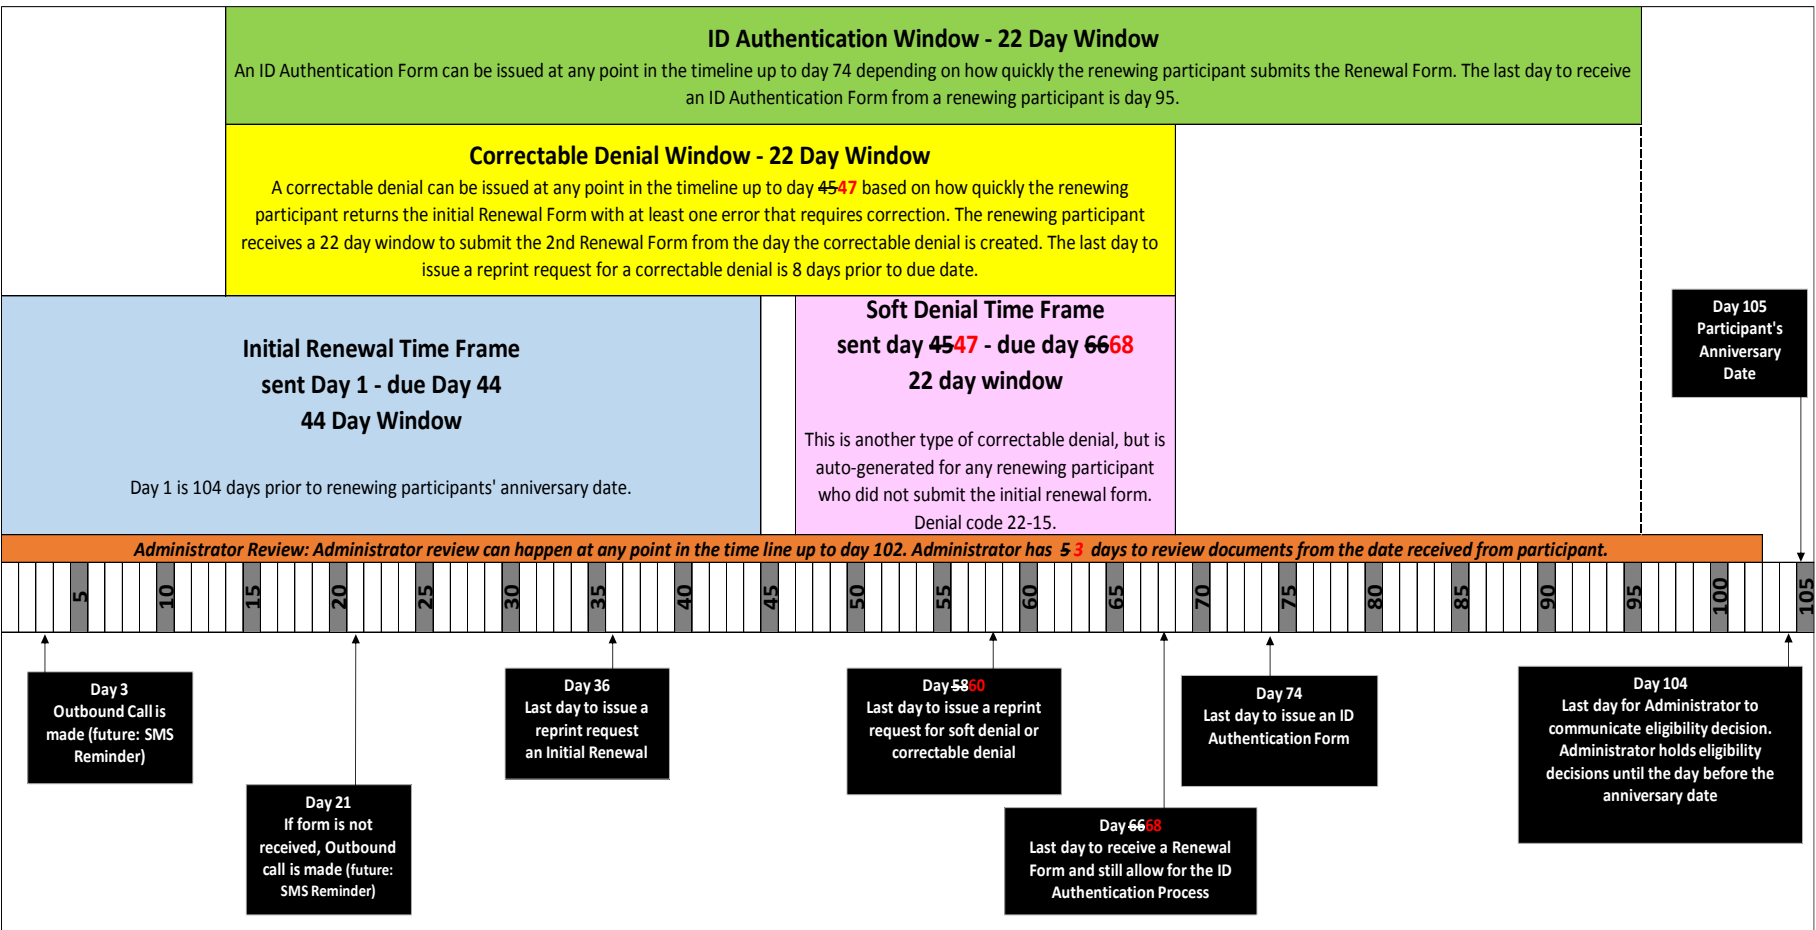 ID Authentication Window - 22 Day Window
An ID Authentication Form can be issued at any point in the timeline up to day 74 depending on how quickly the renewing participant submits the Renewal Form. The last day to receive
an ID Authentication Form from a renewing participant is day 95.
Correctable Denial Window - 22 Day Window
A correctable denial can be issued at any point in the timeline up to day 4547 based on how quickly the renewing
participant returns the initial Renewal Form with at least one error that requires correction. The renewing participant
receives a 22 day window to submit the 2nd Renewal Form from the day the correctable denial is created. The last day to
issue a reprint request for a correctable denial is 8 days prior to due date.
Initial Renewal Time Frame
sent Day 1 - due Day 44
44 Day Window
Day 1 is 104 days prior to renewing participants' anniversary date.
Soft Denial Time Frame
sent day 4547 - due day 6668
22 day window
This is another type of correctable denial, but is
auto-generated for any renewing participant
who did not submit the initial renewal form.
Denial code 22-15.
Day 105
Participant's
Anniversary
Date
Administrator Review: Administrator review can happen at any point in the time line up to day 102. Administrator has 5 3 days to review documents from the date received from participant.
5 10 15 20 25 30 35 40 45 50 55 60 65 70 75 80 85 90 95 100 105
Day 3
Outbound Call is
made (future: SMS
Reminder)
Day 21
If form is not
received, Outbound
call is made (future:
SMS Reminder)
Day 36
Last day to issue a
reprint request
an Initial Renewal
Day 5860
Last day to issue a reprint
request for soft denial or
correctable denial
Day 6668
Last day to receive a Renewal
Form and still allow for the ID
Authentication Process
Day 74
Last day to issue an ID
Authentication Form
Day 104
Last day for Administrator to
communicate eligibility decision.
Administrator holds eligibility
decisions until the day before the
anniversary date